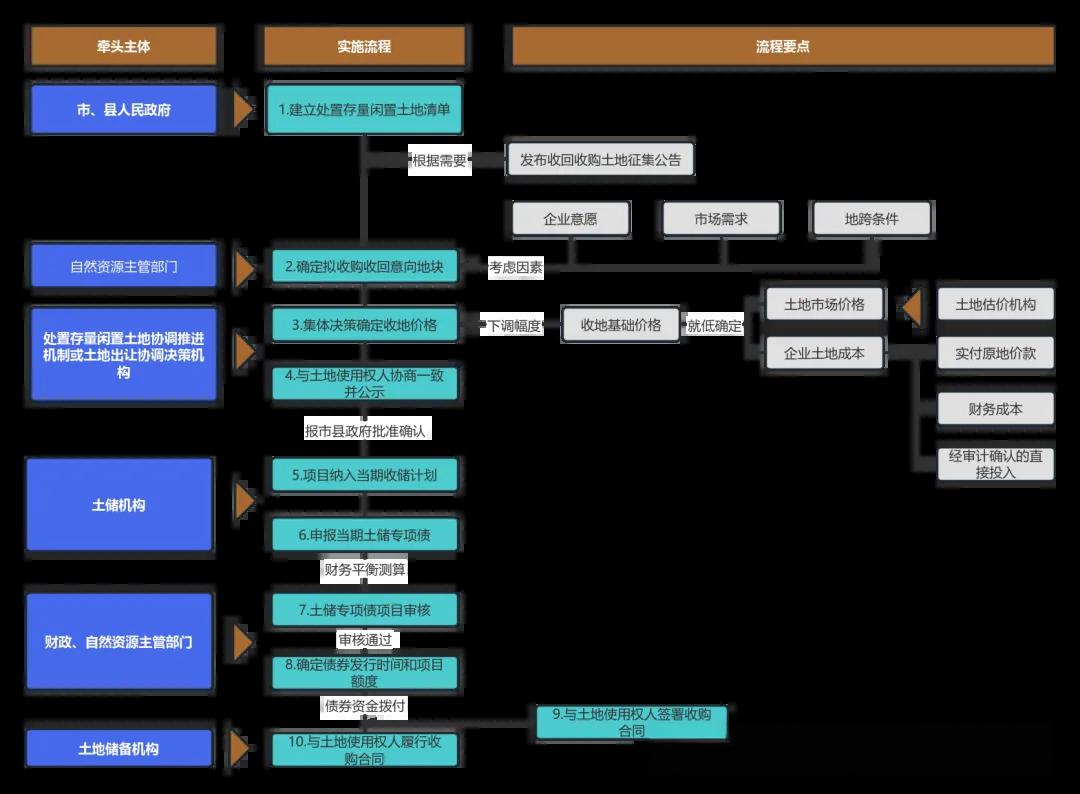 牵头主体
实施流程
流程要点
市、县人民政府
1.建立处置存量闲置土地清单
根据需要
发布收回收购土地征集公告
企业意愿
市场需求
地跨条件
自然资源主管部门
2.确定拟收购收回意向地块
考虑因素
处置存量闲置土地协调推进
机制或土地出让协调决策机
构
3.集体决策确定收地价格
下调幅度
收地基础价格
就低确定
土地市场价格
土地估价机构
企业土地成本
实付原地价款
4.与土地使用权人协商一致
并公示
财务成本
报市县政府批准确认
经审计确认的直
接投入
土储机构
5.项目纳入当期收储计划
6.申报当期土储专项债
财务平衡测算
财政、自然资源主管部门
7.土储专项债项目审核
审核通过
8.确定债券发行时间和项目
额度
债券资金拨付
9.与土地使用权人签署收购
合同
土地储备机构
10.与土地使用权人履行收
购合同